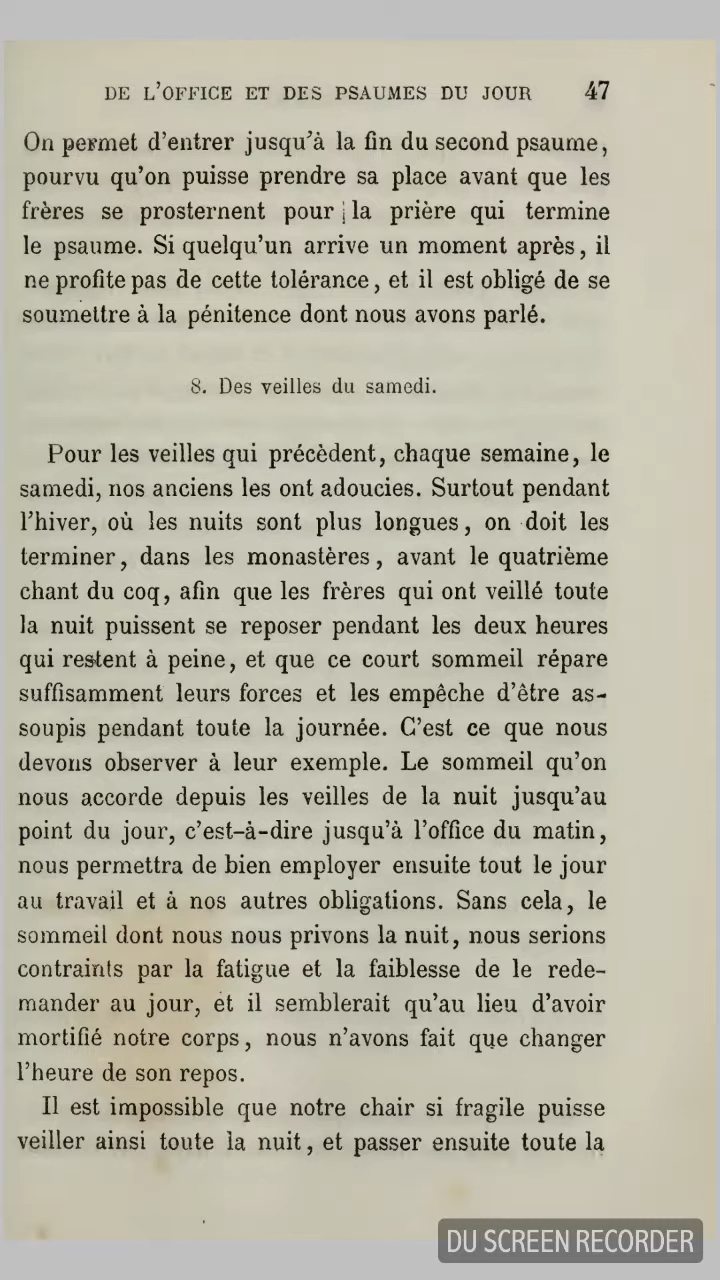 DE L'OFFICE ET DES PSAUMES DU JOUR 47
On permet d'entrer jusqu'à la fin du second psaume,
pourvu qu'on puisse prendre sa place avant que les
frères se prosternent pour la prière qui termine
le psaume. Si quelqu'un arrive un moment après, il
ne profite pas de cette tolérance, et il est obligé de se
soumettre à la pénitence dont nous avons parlé.
8. Des veilles du samedi.
Pour les veilles qui précèdent, chaque semaine, le
samedi, nos anciens les ont adoucies. Surtout pendant
l'hiver, où les nuits sont plus longues, on doit les
terminer, dans les monastères, avant le quatrième
chant du coq, afin que les frères qui ont veillé toute
la nuit puissent se reposer pendant les deux heures
qui restent à peine, et que ce court sommeil répare
suffisamment leurs forces et les empêche d'être as-
soupis pendant toute la journée. C'est ce que nous
devons observer à leur exemple. Le sommeil qu'on
nous accorde depuis les veilles de la nuit jusqu'au
point du jour, c'est-à-dire jusqu'à l'office du matin,
nous permettra de bien employer ensuite tout le jour
au travail et à nos autres obligations. Sans cela, le
sommeil dont nous nous privons la nuit, nous serions
contraints par la fatigue et la faiblesse de le rede-
mander au jour, et il semblerait qu'au lieu d'avoir
mortifié notre corps, nous n'avons fait que changer
l'heure de son repos.
Il est impossible que notre chair si fragile puisse
veiller ainsi toute la nuit, et passer ensuite toute la
DU SCREEN RECORDER